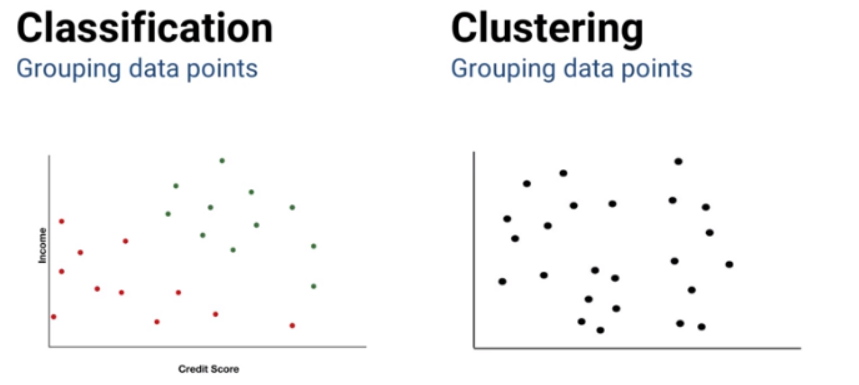 Classification
Grouping data points
Income
Credit Score
Clustering
Grouping data points